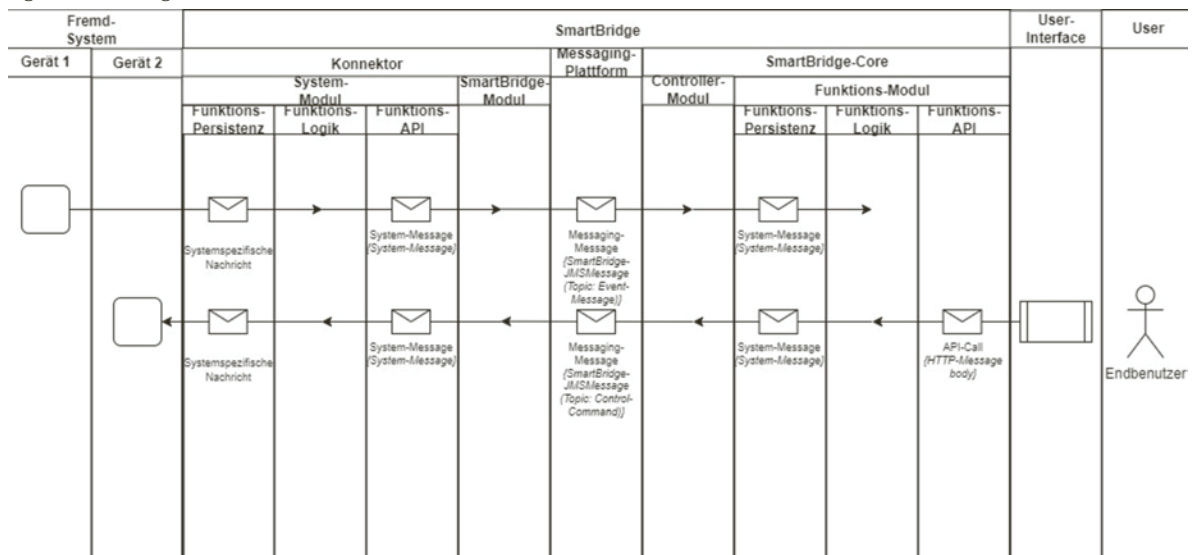 Fremd-
System
SmartBridge
User-
Interface
User
Gerät 1
Gerät 2
Konnektor
Messaging-
Plattform
SmartBridge-Core
System-
Modul
SmartBridge-
Modul
Controller-
Modul
Funktions-Modul
Funktions-
Persistenz
Funktions-
Logik
Funktions-
API
Funktions-
Persistenz
Funktions-
Logik
Funktions-
API
Systemspezifische
Nachricht
System-Message
{System-Message}
Messaging-
Message
{SmartBridge-
JMSMessage
(Topic: Event-
Message)}
System-Message
{System-Message}
Systemspezifische
Nachricht
System-Message
{System-Message}
Messaging-
Message
{SmartBridge-
JMSMessage
(Topic: Control-
Command)}
System-Message
{System-Message}
API-Call
{HTTP-Message
body}
Endbenutzer